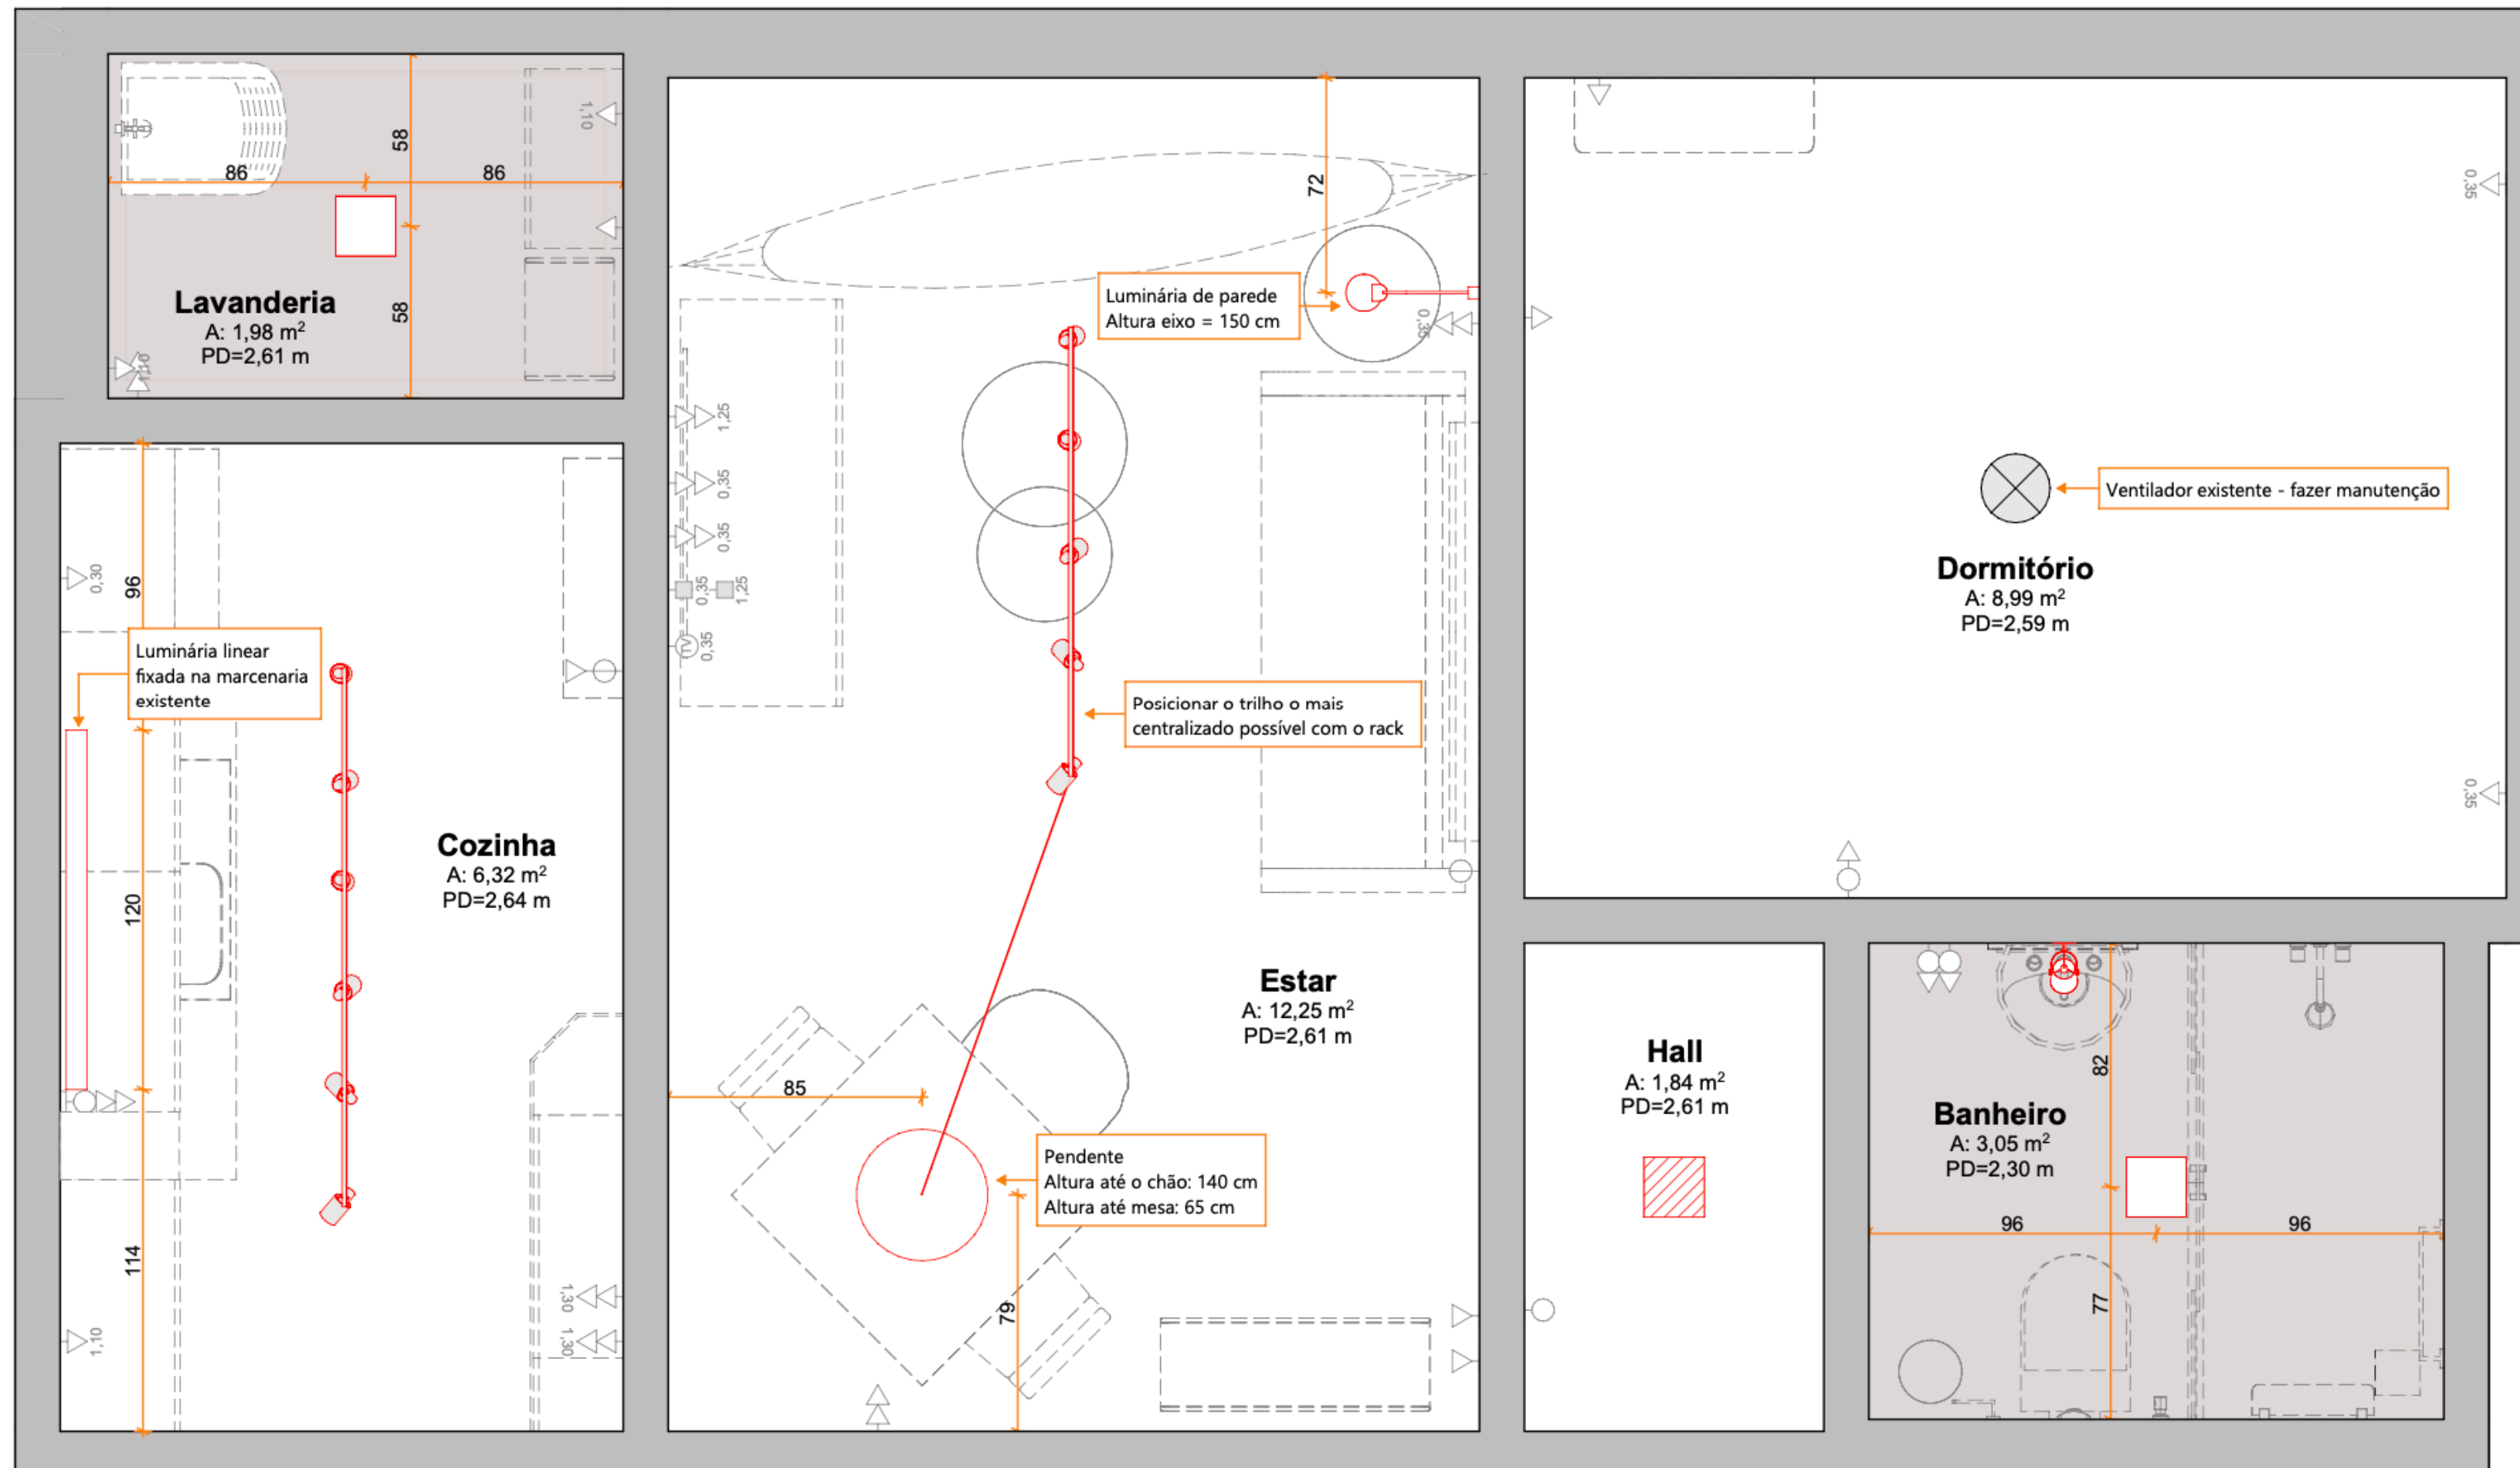 1,10
58
86
86
58
Lavanderia
A: 1,98 m²
PD=2,61 m
1,10
72
Luminária de parede
Altura eixo = 150 cm
0,35
0,35
1,25
0,35
0,35
0,35
1,25
0,35
TV
Ventilador existente - fazer manutenção
Dormitório
A: 8,99 m²
PD=2,59 m
0,35
0,30
96
Luminária linear
fixada na marcenaria
existente
Posicionar o trilho o mais
centralizado possível com o rack
Cozinha
A: 6,32 m²
PD=2,64 m
120
114
1,10
1,30
1,30
Estar
A: 12,25 m²
PD=2,61 m
85
Pendente
Altura até o chão: 140 cm
Altura até mesa: 65 cm
79
Hall
A: 1,84 m²
PD=2,61 m
82
Banheiro
A: 3,05 m²
PD=2,30 m
96
96
77